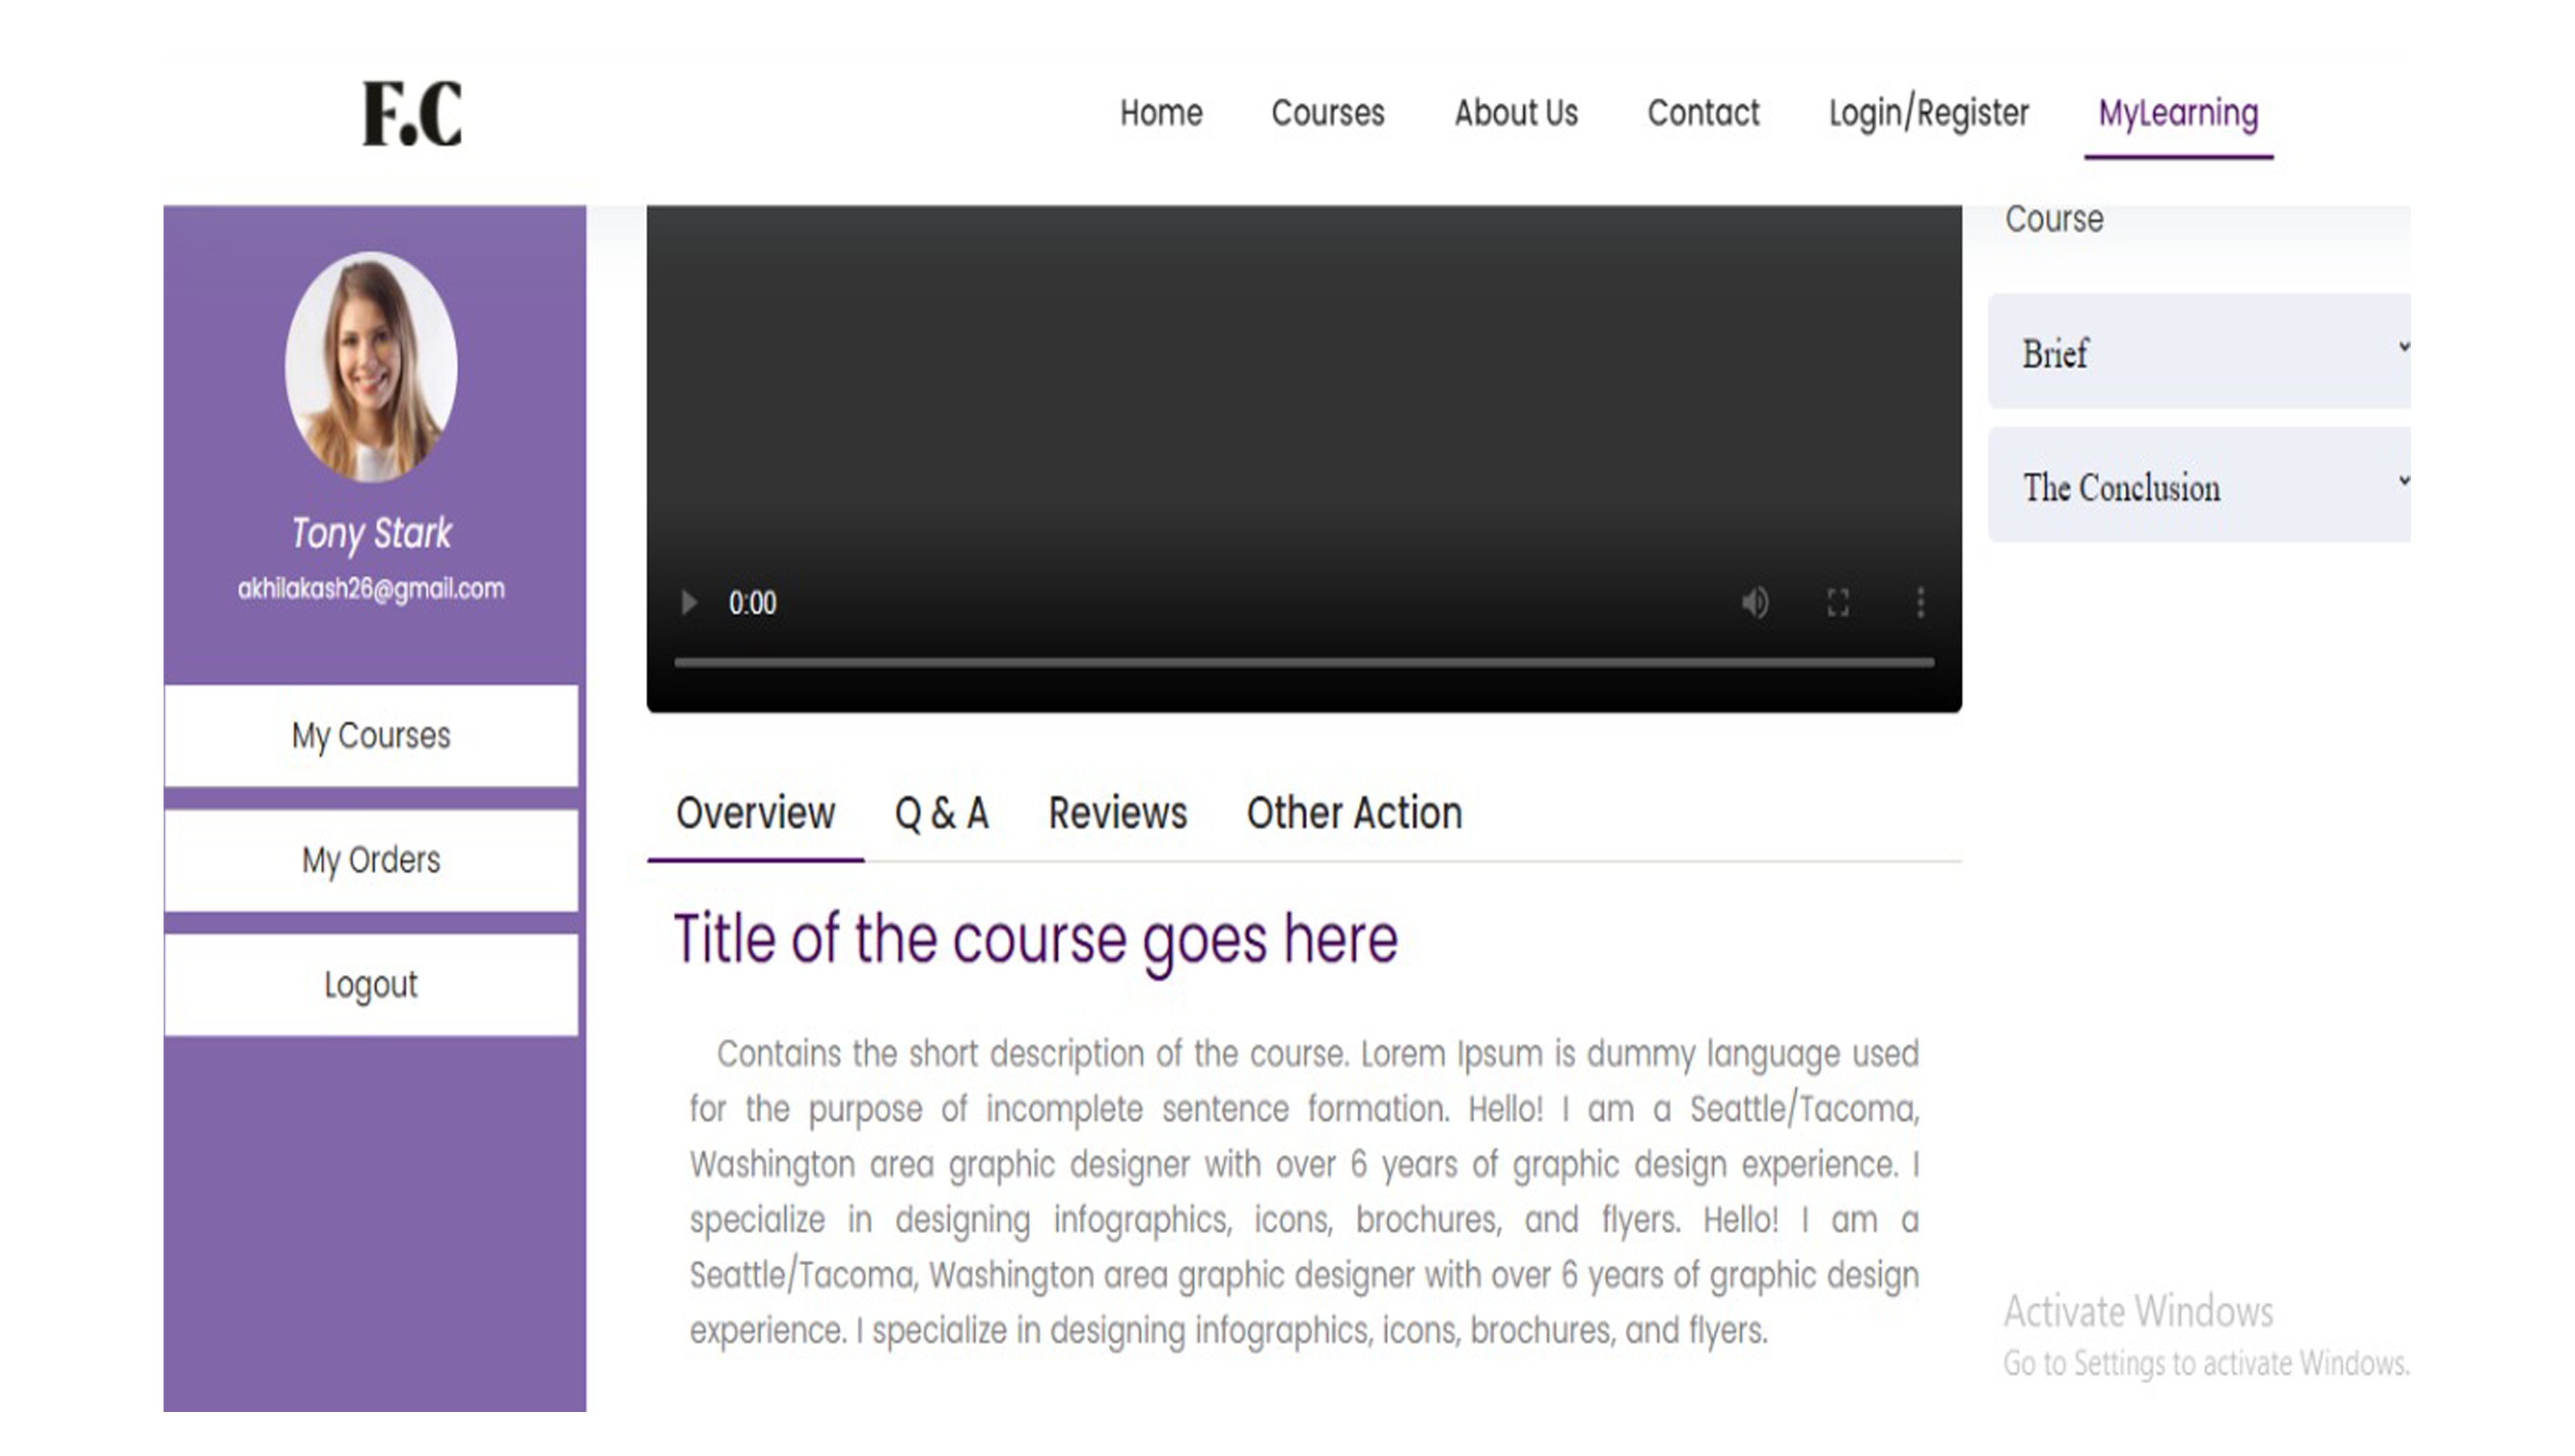 F.C
Home Courses About Us Contact Login/Register MyLearning
Tony Stark
akhilakash26@gmail.com
My Courses
My Orders
Logout
0:00
Overview Q & A Reviews Other Action
Title of the course goes here
Contains the short description of the course. Lorem Ipsum is dummy language used
for the purpose of incomplete sentence formation. Hello! I am a Seattle/Tacoma,
Washington area graphic designer with over 6 years of graphic design experience. I
specialize in designing infographics, icons, brochures, and flyers. Hello! I am a
Seattle/Tacoma, Washington area graphic designer with over 6 years of graphic design
experience. I specialize in designing infographics, icons, brochures, and flyers.
Course
Brief
The Conclusion
Activate Windows
Go to Settings to activate Windows.